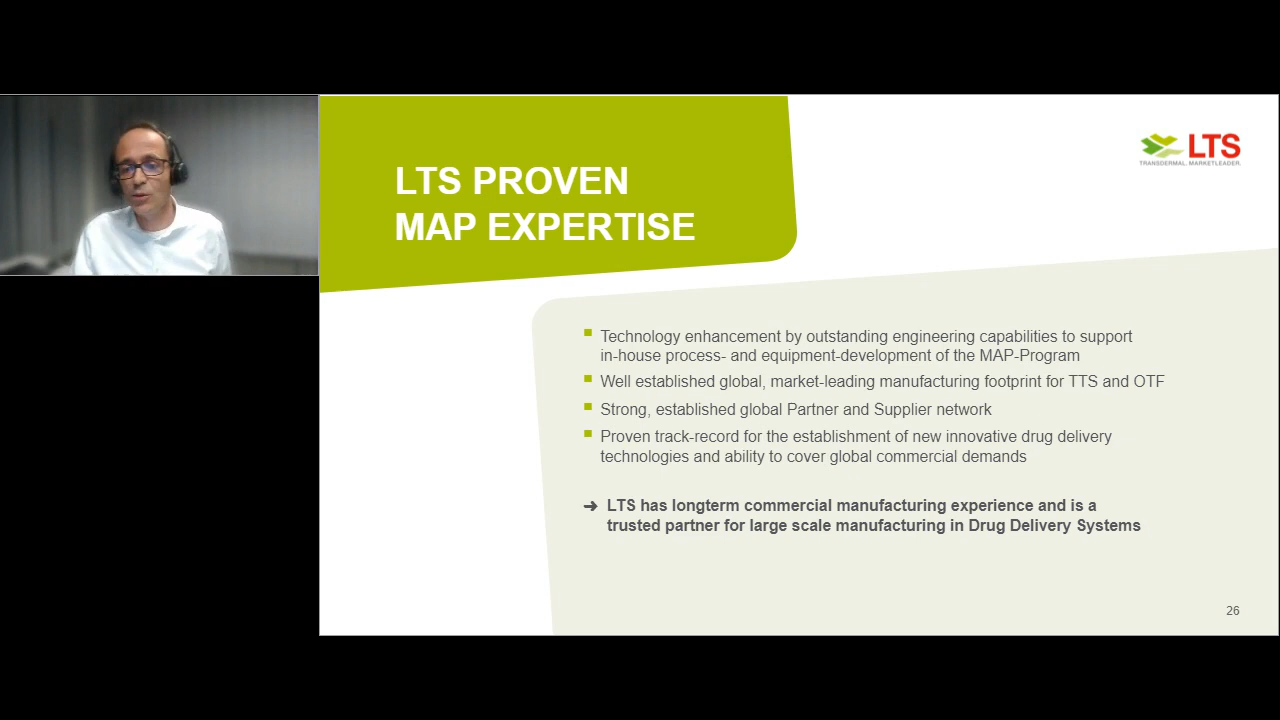 LTS PROVEN
MAP EXPERTISE
LTS
TRANSDERMAL. MARKETLEADER.
Technology enhancement by outstanding engineering capabilities to support
in-house process- and equipment-development of the MAP-Program
Well established global, market-leading manufacturing footprint for TTS and OTF
Strong, established global Partner and Supplier network
Proven track-record for the establishment of new innovative drug delivery
technologies and ability to cover global commercial demands
➔ LTS has longterm commercial manufacturing experience and is a
trusted partner for large scale manufacturing in Drug Delivery Systems
26